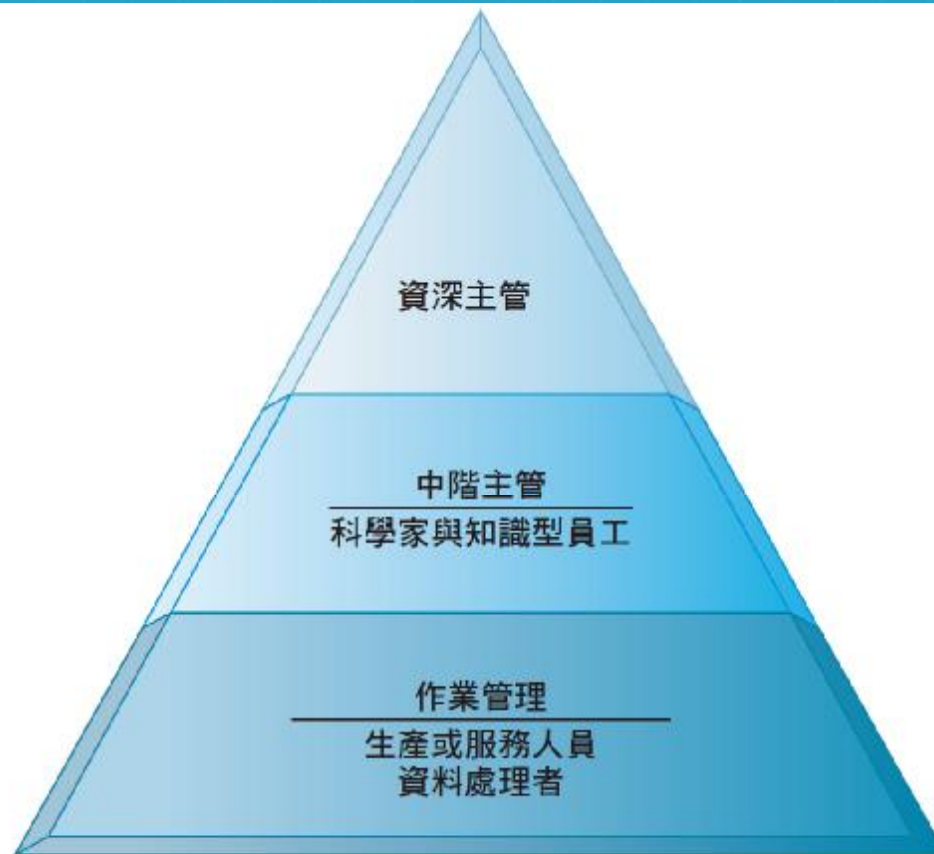 資深主管
中階主管
科學家與知識型員工
作業管理
生產或服務人員
資料處理者